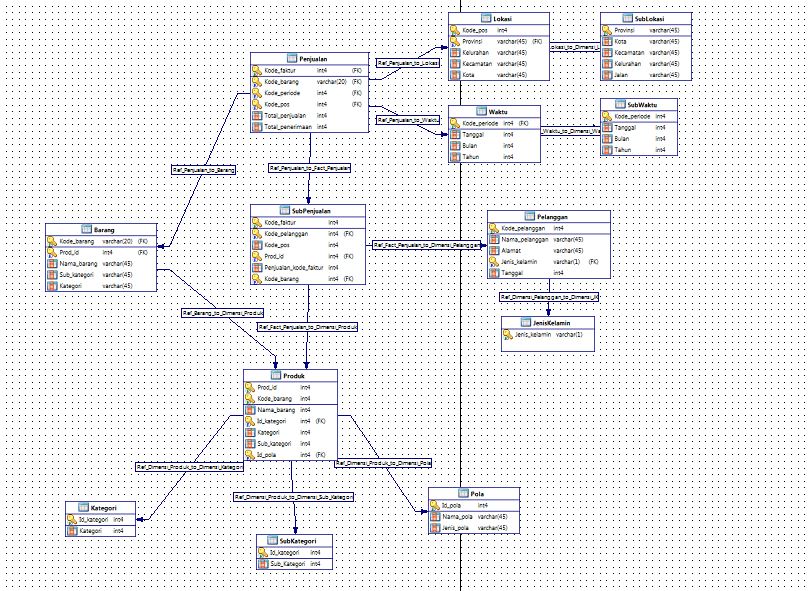 Lokasi
Kode_pos int4
Provinsi varchar(45) (FK)
Kelurahan varchar(45)
Kecamatan varchar(45)
Kota varchar(45)
SubLokasi
Provinsi varchar(45)
Kota varchar(45)
Kecamatan varchar(45)
Kelurahan varchar(45)
Jalan varchar(45)
Lokasi_to_Dimensi_L
Penjualan
Kode_faktur int4 (FK)
Kode_barang varchar(20) (FK)
Kode_periode int4 (FK)
Kode_pos int4 (FK)
Total_penjualan int4
Total_penerimaan int4
Ref_Penjualan_to_Lokasi
Ref_Penjualan_to_Waktu
Waktu
Kode_periode int4 (FK)
Tanggal int4
Bulan int4
Tahun int4
_Waktu_to_Dimensi_Wa
SubWaktu
Kode_periode int4
Tanggal int4
Bulan int4
Tahun int4
Ref_Penjualan_to_Barang
Ref_Penjualan_to_Fact_Penjualan
Barang
Kode_barang varchar(20) (FK)
Prod_id int4 (FK)
Nama_barang varchar(45)
Sub_kategori varchar(45)
Kategori varchar(45)
SubPenjualan
Kode_faktur int4
Kode_pelanggan int4 (FK)
Kode_pos int4
Prod_id int4 (FK)
Penjualan_kode_faktur int4
Kode_barang int4 (FK)
Ref_Fact_Penjualan_to_Dimensi_Pelanggan
Pelanggan
Kode_pelanggan int4
Nama_pelanggan varchar(45)
Alamat varchar(45)
Jenis_kelamin varchar(1) (FK)
Tanggal int4
Ref_Dimensi_Pelanggan_to_Dimensi_JK
JenisKelamin
Jenis_kelamin varchar(1)
Ref_Barang_to_Dimensi_Produk
Ref_Fact_Penjualan_to_Dimensi_Produk
Produk
Prod_id int4
Kode_barang int4
Nama_barang int4
Id_kategori int4 (FK)
Kategori int4
Sub_kategori int4
Id_pola int4 (FK)
Ref_Dimensi_Produk_to_Dimensi_Kategori
Ref_Dimensi_Produk_to_Dimensi_Pola
Ref_Dimensi_Produk_to_Dimensi_Sub_Kategori
Kategori
Id_kategori int4
Kategori int4
Pola
Id_pola int4
Nama_pola varchar(45)
Jenis_pola varchar(45)
SubKategori
Id_kategori int4
Sub_Kategori int4